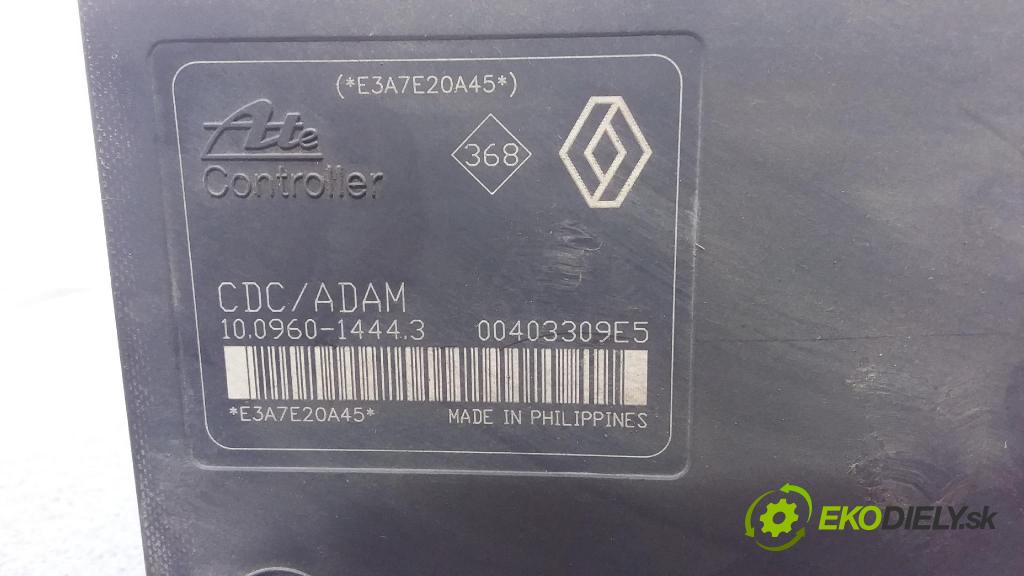 (*E3A7E20A45*)
Ate
Controller
368
CDC/ADAM
10.0960-1444.3 00403309E5
*E3A7E20A45* MADE IN PHILIPPINES
EKODIELY.sk